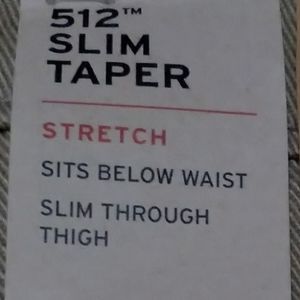 512™
SLIM
TAPER
STRETCH
SITS BELOW WAIST
SLIM THROUGH
THIGH